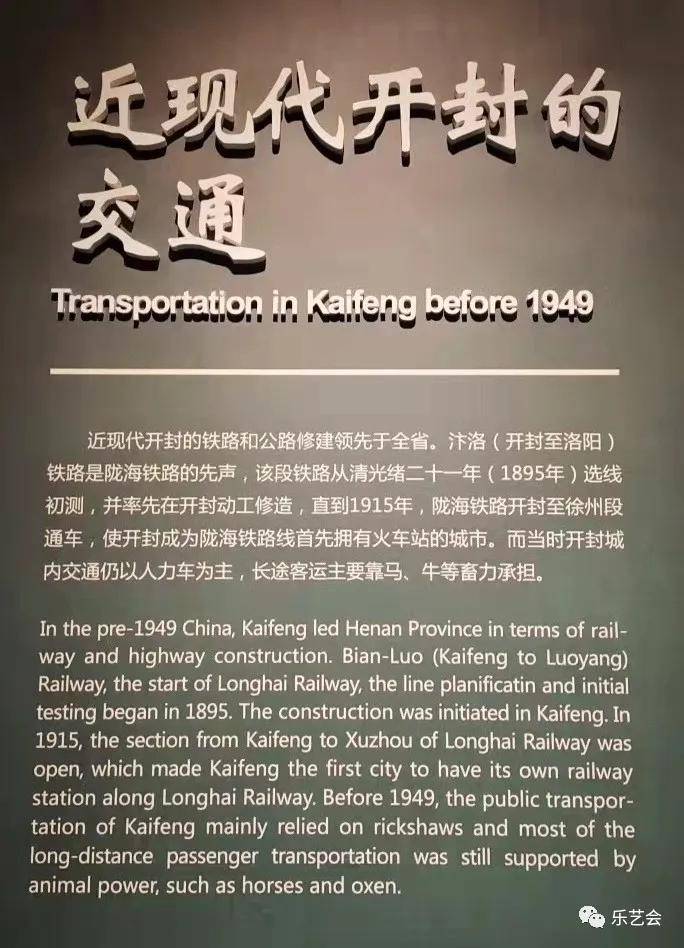 近现代开封的
交通
Transportation in Kaifeng before 1949
近现代开封的铁路和公路修建领先于全省。汴洛（开封至洛阳）
铁路是陇海铁路的先声，该段铁路从清光绪二十一年（1895年）选线
初测，并率先在开封动工修造，直到1915年，陇海铁路开封至徐州段
通车，使开封成为陇海铁路线首先拥有火车站的城市。而当时开封城
内交通仍以人力车为主，长途客运主要靠马、牛等畜力承担。
In the pre-1949 China, Kaifeng led Henan Province in terms of rail-
way and highway construction. Bian-Luo (Kaifeng to Luoyang)
Railway, the start of Longhai Railway, the line planificatin and initial
testing began in 1895. The construction was initiated in Kaifeng. In
1915, the section from Kaifeng to Xuzhou of Longhai Railway was
open, which made Kaifeng the first city to have its own railway
station along Longhai Railway. Before 1949, the public transpor-
tation of Kaifeng mainly relied on rickshaws and most of the
long-distance passenger transportation was still supported by
animal power, such as horses and oxen.
乐艺会